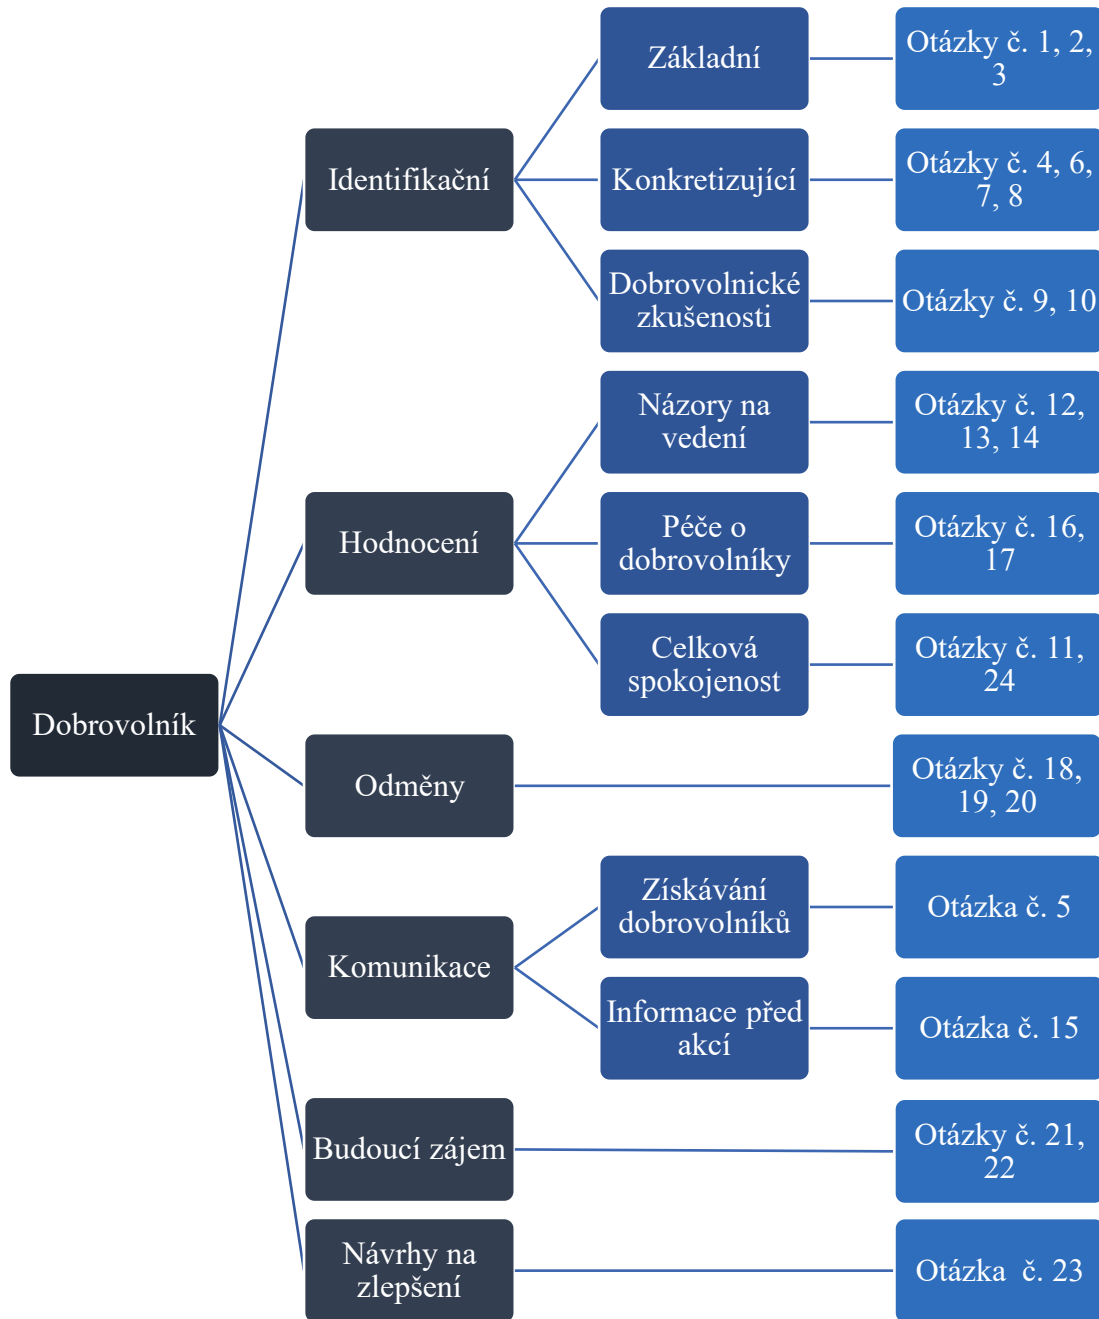 Základní
Otázky č. 1, 2,
3
Identifikační
Konkretizující
Otázky č. 4, 6,
7, 8
Dobrovolnické
zkušenosti
Otázky č. 9, 10
Názory na
vedení
Otázky č. 12,
13, 14
Hodnocení
Péče o
dobrovolníky
Otázky č. 16,
17
Celková
spokojenost
Otázky č. 11,
24
Dobrovolník
Odměny
Otázky č. 18,
19, 20
Získávání
dobrovolníků
Otázka č. 5
Komunikace
Informace před
akcí
Otázka č. 15
Budoucí zájem
Otázky č. 21,
22
Návrhy na
zlepšení
Otázka  č. 23